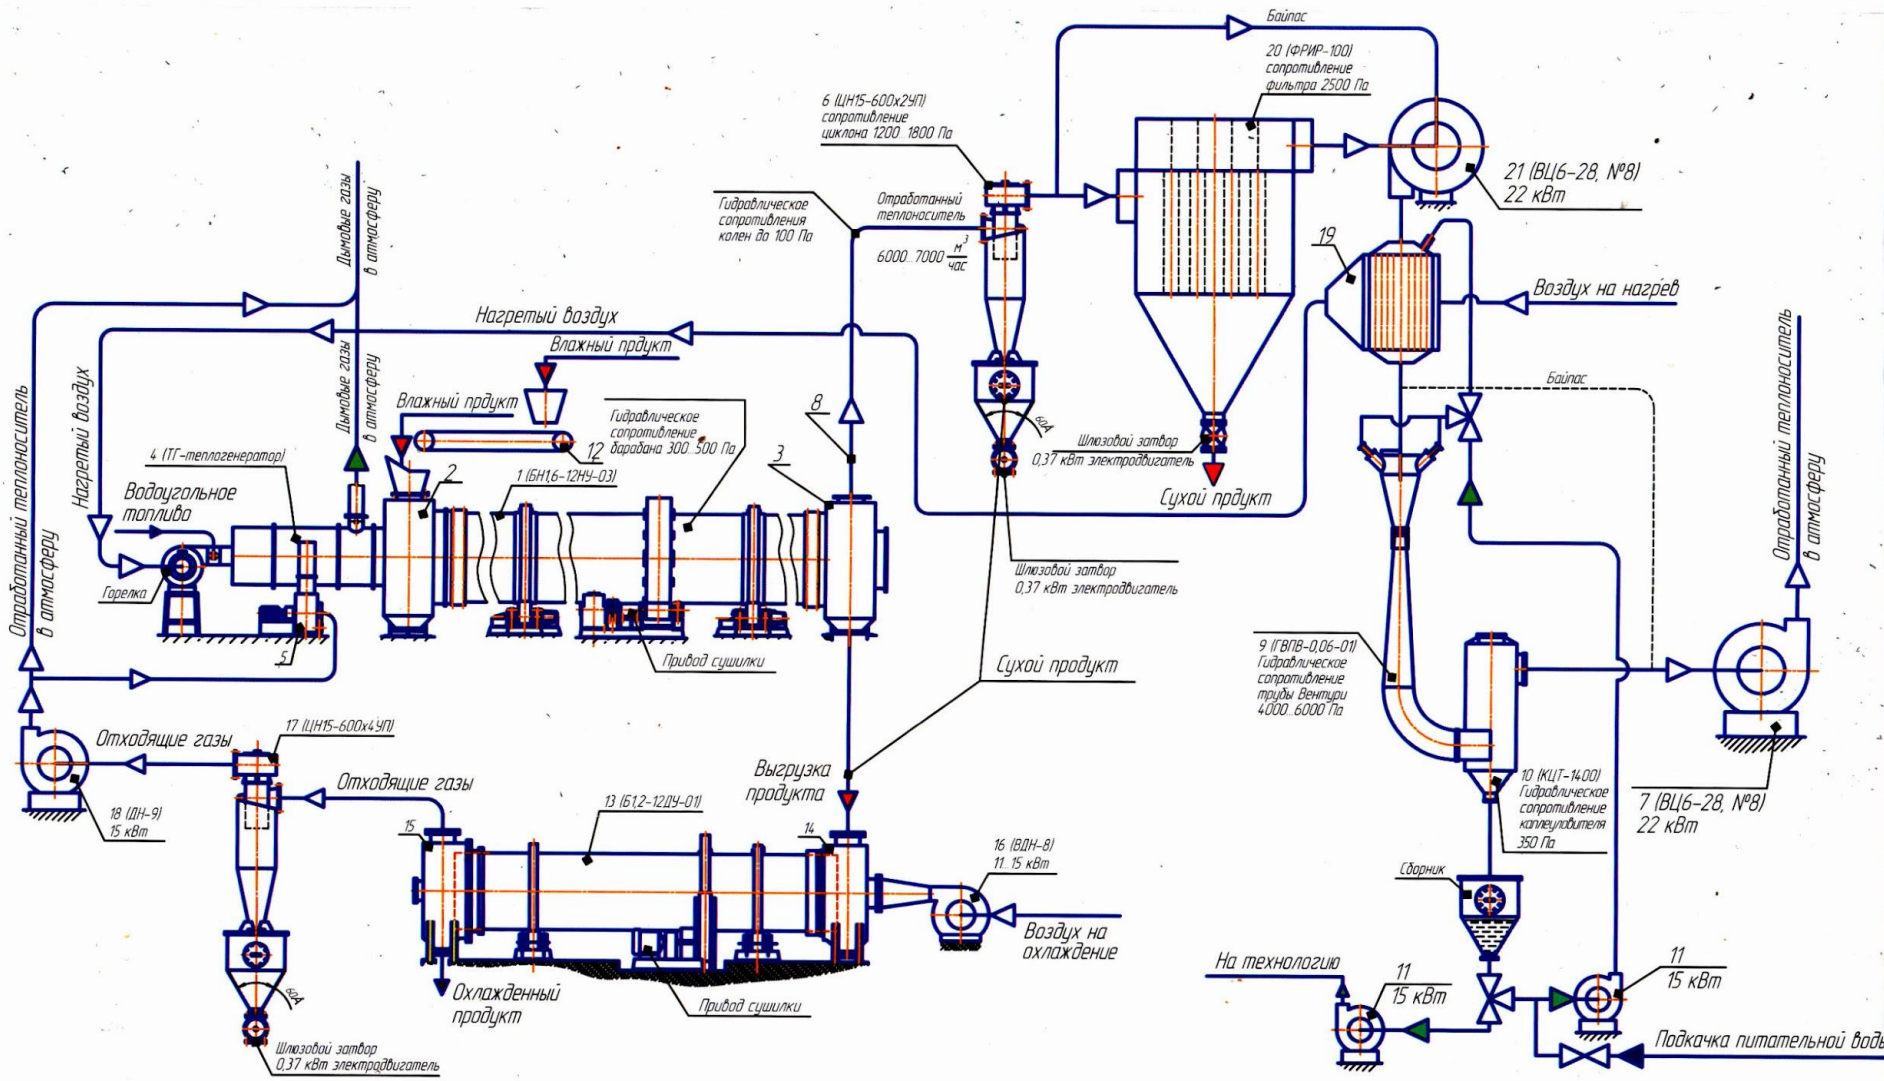 Байпас
20 (ФРИР-100)
сопротивление
фильтра 2500 Па
6 (ЦН15-600х2УП)
сопротивление
циклона 1200...1800 Па
21 (ВЦ6-28, №8)
22 кВт
Дымовые газы
в атмосферу
Гидравлическое
сопротивления
колен до 100 Па
Отработанный
теплоноситель
6000...7000 м³/час
19
Воздух на нагрев
Нагретый воздух
Влажный прдукт
Влажный прдукт
Байпас
Дымовые газы
в атмосферу
Нагретый воздух
Отработанный теплоноситель
в атмосферу
Отработанный теплоноситель
в атмосферу
Гидравлическое
сопротивление
барабана 300...500 Па
8
60Д
Шлюзовой затвор
0,37 кВт электродвигатель
12
3
4 (ТГ-теплогенератор)
2
1 (БН1,6-12НУ-03)
Сухой прдукт
Водоугольное
топливо
Горелка
Шлюзовой затвор
0,37 кВт электродвигатель
5
Привод сушилки
Сухой продукт
9 (ГВПВ-0,06-01)
Гидравлическое
сопротивление
трубы Вентури
4000...6000 Па
17 (ЦН15-600х4УП)
Отходящие газы
Отходящие газы
Выгрузка
продукта
10 (КЦТ-1400)
Гидравлическое
сопротивление
каплеуловителя
350 Па
7 (ВЦ6-28, №8)
22 кВт
18 (ДН-9)
15 кВт
15
13 (Б1,2-12ДУ-01)
14
16 (ВДН-8)
11...15 кВт
Сборник
Воздух на
охлаждение
На технологию
11
15 кВт
11
15 кВт
60Д
Охлажденный
продукт
Привод сушилки
Шлюзовой затвор
0,37 кВт электродвигатель
Подкачка питательной воды